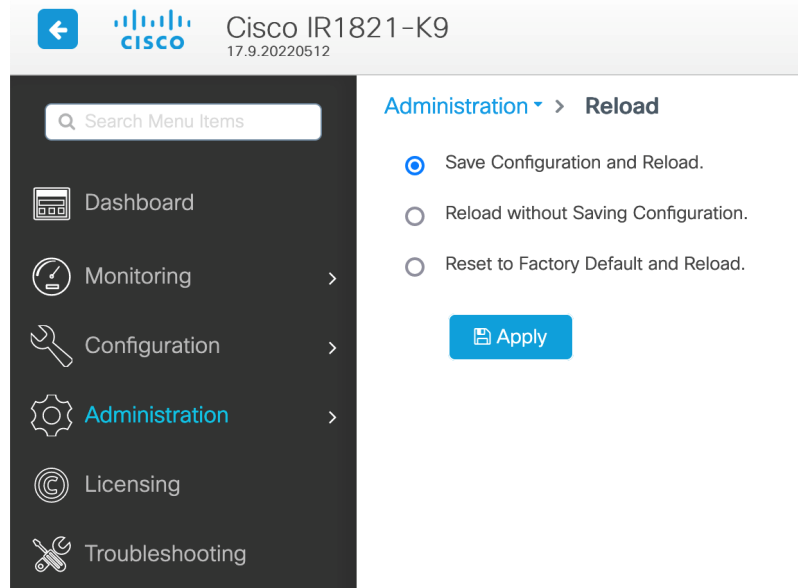 CISCO
Cisco IR1821-K9
17.9.20220512
Search Menu Items
Dashboard
Monitoring
Configuration
Administration
Licensing
Troubleshooting
Administration > Reload
Save Configuration and Reload.
Reload without Saving Configuration.
Reset to Factory Default and Reload.
Apply